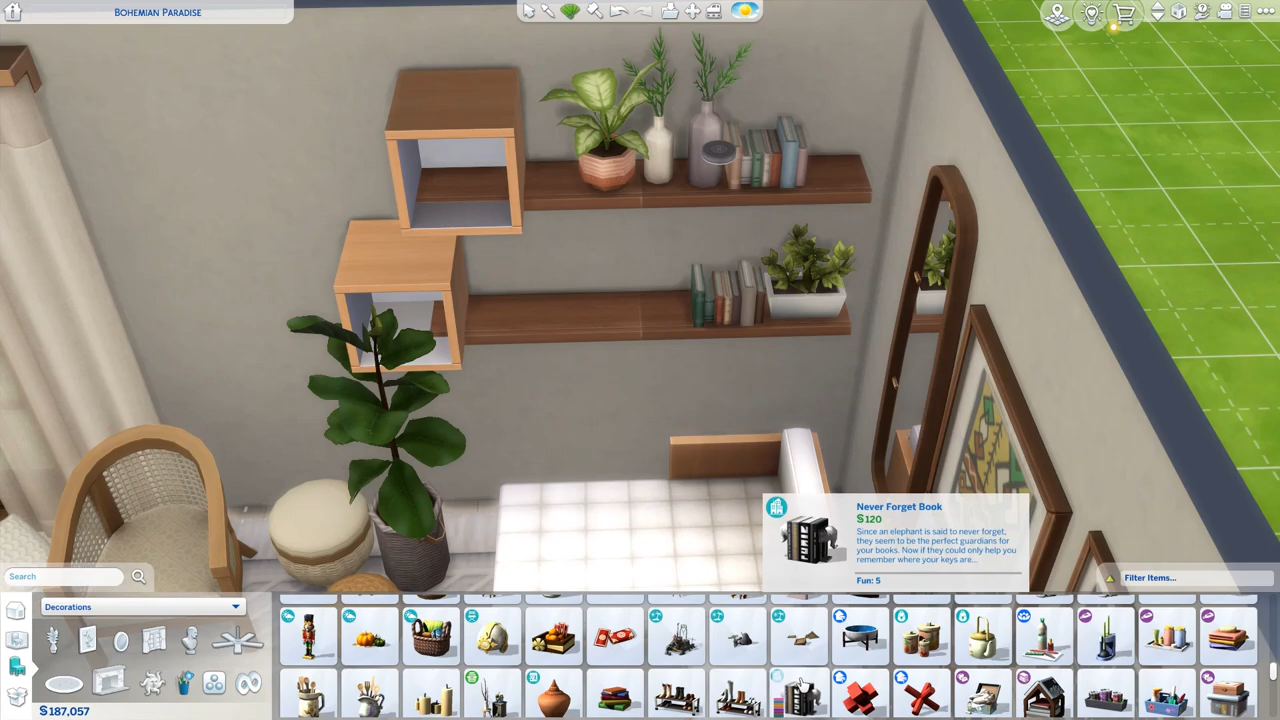 BOHEMIAN PARADISE
Never Forget Book
§120
Since an elephant is said to never forget,
they seem to be the perfect guardians for
your books. Now if they could only help you
remember where your keys are...
Fun: 5
Search
Filter Items...
Decorations
§187,057